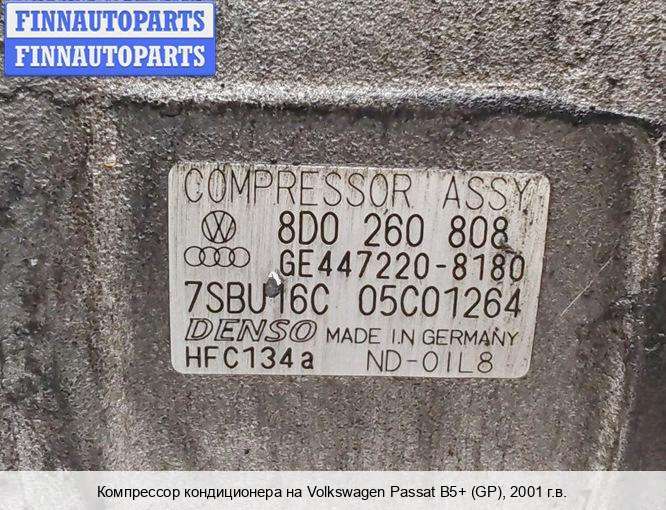 FINNAUTOPARTS
FINNAUTOPARTS
COMPRESSOR ASSY
8D0 260 808
GE447220-8180
7SBU16C 05C01264
DENSO MADE IN GERMANY
HFC134a ND-OIL8
Компрессор кондиционера на Volkswagen Passat B5+ (GP), 2001 г.в.